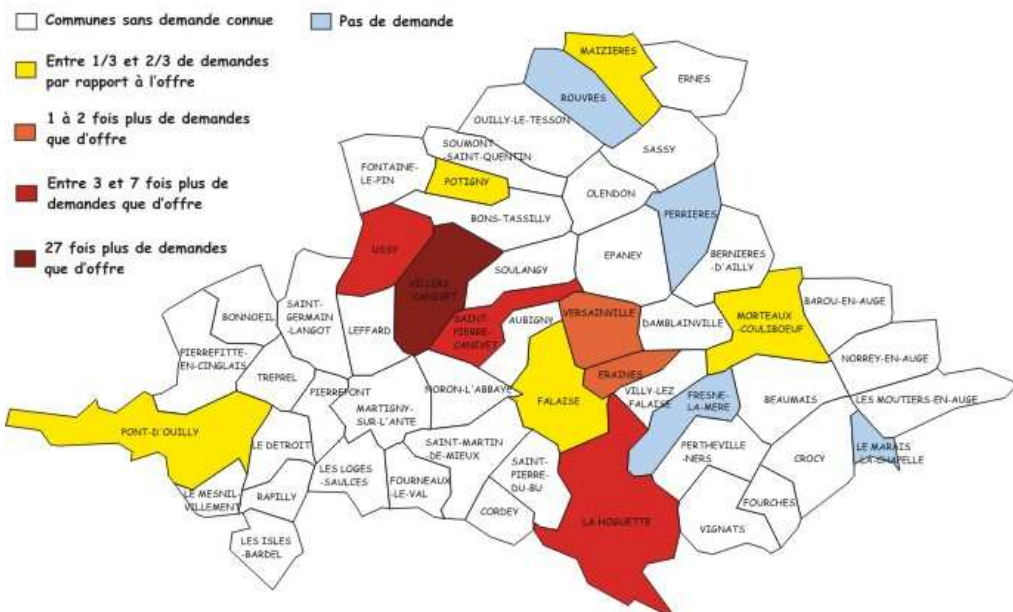 Communes sans demande connue
Pas de demande
Entre 1/3 et 2/3 de demandes
par rapport à l'offre
1 à 2 fois plus de demandes
que d'offre
Entre 3 et 7 fois plus de
demandes que d'offre
27 fois plus de demandes
que d'offre
MAIZIERES
ERNES
ROUVRES
OUILLY-LE-TESSON
SOUMONT
-SAINT-QUENTIN
SASSY
FONTAINE-
LE-PIN
POTIGNY
OLENDON
PERRIERES
BONS-TASSILLY
USSY
EPANEY
BERNIERES
-D'AILLY
SOULANGY
VILLERS-
CANIVET
BONNOEIL
SAINT-
GERMAIN
-LANGOT
LEFFARD
SAINT-
PIERRE-
CANIVET
AUBIGNY
VERSAINVILLE
DAMBLAINVILLE
MORTEAUX
-COULIBOEUF
BAROU-EN-AUGE
PIERREFITTE-
EN-CINGLAIS
NORREY-EN-AUGE
TREPREL
PIERREFONT
NORON-L'ABBAYE
ERAINES
VILLY-LEZ
FALAISE
FRESNE-
LA-MERE
BEAUMAIS
LES MOUTIERS-EN-AUGE
FALAISE
MARTIGNY-
SUR-L'ANTE
PONT-D'OUILLY
LE DETROIT
SAINT-MARTIN
-DE-MIEUX
PERTHEVILLE
-NERS
LE MARAIS
-LA-CHAPELLE
CROCY
LES LOGES
-SAULCES
FOURNEAUX
-LE-VAL
SAINT-
PIERRE-
DU-BU
LE MESNIL-
VILLEMENT
RAPILLY
FOURCHES
CORDEY
LA HOGUETTE
VIGNATS
LES ISLES
-BARDEL